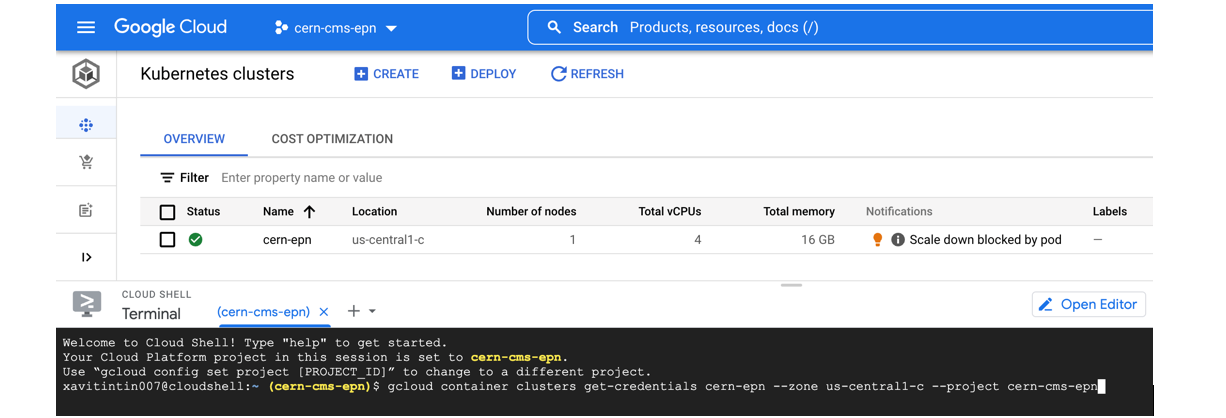 Google Cloud cern-cms-epn Search Products, resources, docs (/)
Kubernetes clusters CREATE DEPLOY REFRESH
OVERVIEW COST OPTIMIZATION
Filter Enter property name or value
Status Name Location Number of nodes Total vCPUs Total memory Notifications Labels
cern-epn us-central1-c 1 4 16 GB Scale down blocked by pod —
CLOUD SHELL
Terminal (cern-cms-epn) Open Editor
Welcome to Cloud Shell! Type "help" to get started.
Your Cloud Platform project in this session is set to cern-cms-epn.
Use “gcloud config set project [PROJECT_ID]” to change to a different project.
xavitintin007@cloudshell:~ (cern-cms-epn)$ gcloud container clusters get-credentials cern-epn --zone us-central1-c --project cern-cms-epn